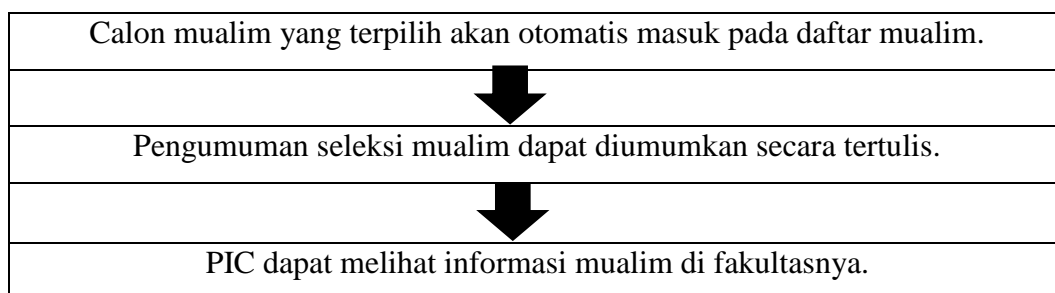 Calon mualim yang terpilih akan otomatis masuk pada daftar mualim.
Pengumuman seleksi mualim dapat diumumkan secara tertulis.
PIC dapat melihat informasi mualim di fakultasnya.